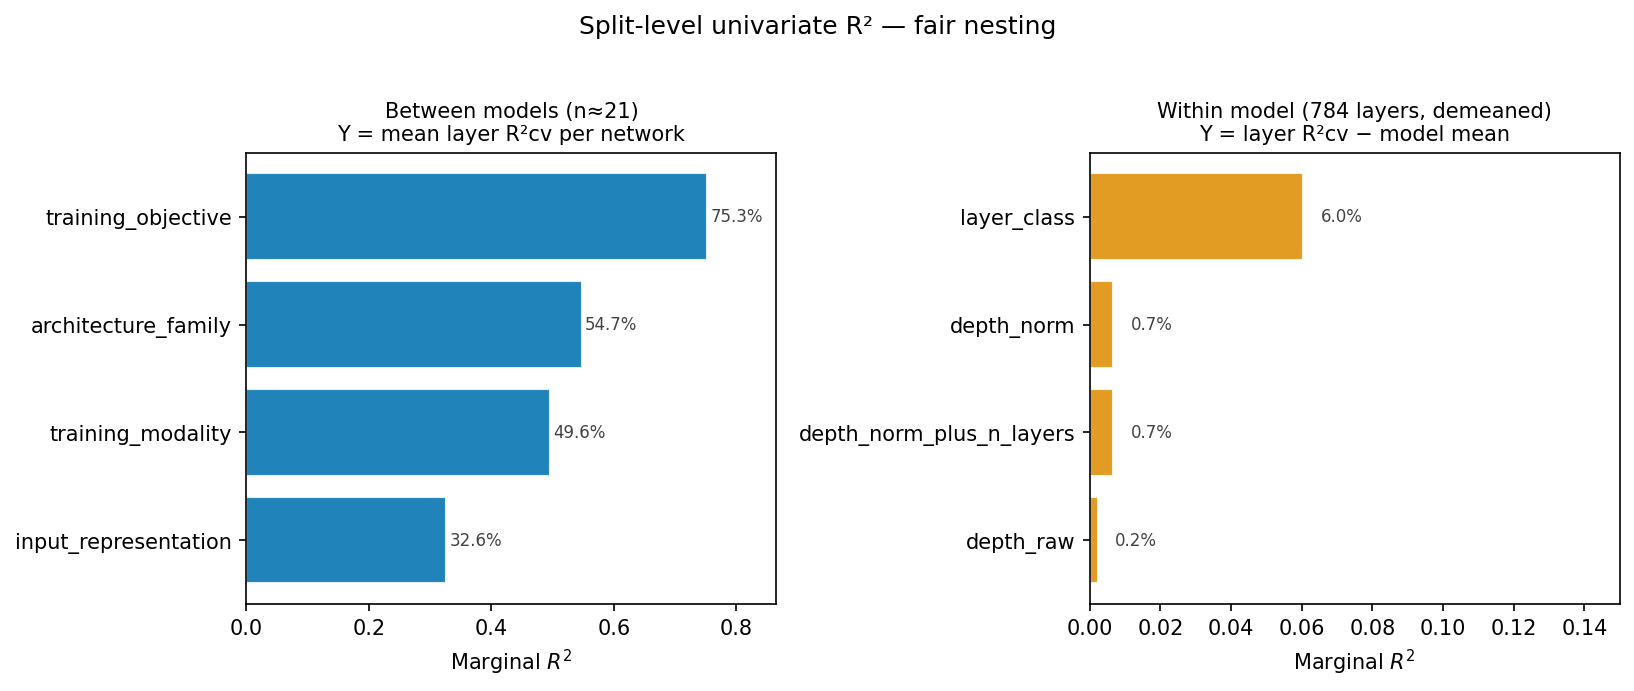 Split-level univariate R² — fair nesting
Between models (n≈21)
Y = mean layer R²cv per network
training_objective
75.3%
architecture_family
54.7%
training_modality
49.6%
input_representation
32.6%
0.0 0.2 0.4 0.6 0.8
Marginal R²
Within model (784 layers, demeaned)
Y = layer R²cv − model mean
layer_class
6.0%
depth_norm
0.7%
depth_norm_plus_n_layers
0.7%
depth_raw
0.2%
0.00 0.02 0.04 0.06 0.08 0.10 0.12 0.14
Marginal R²